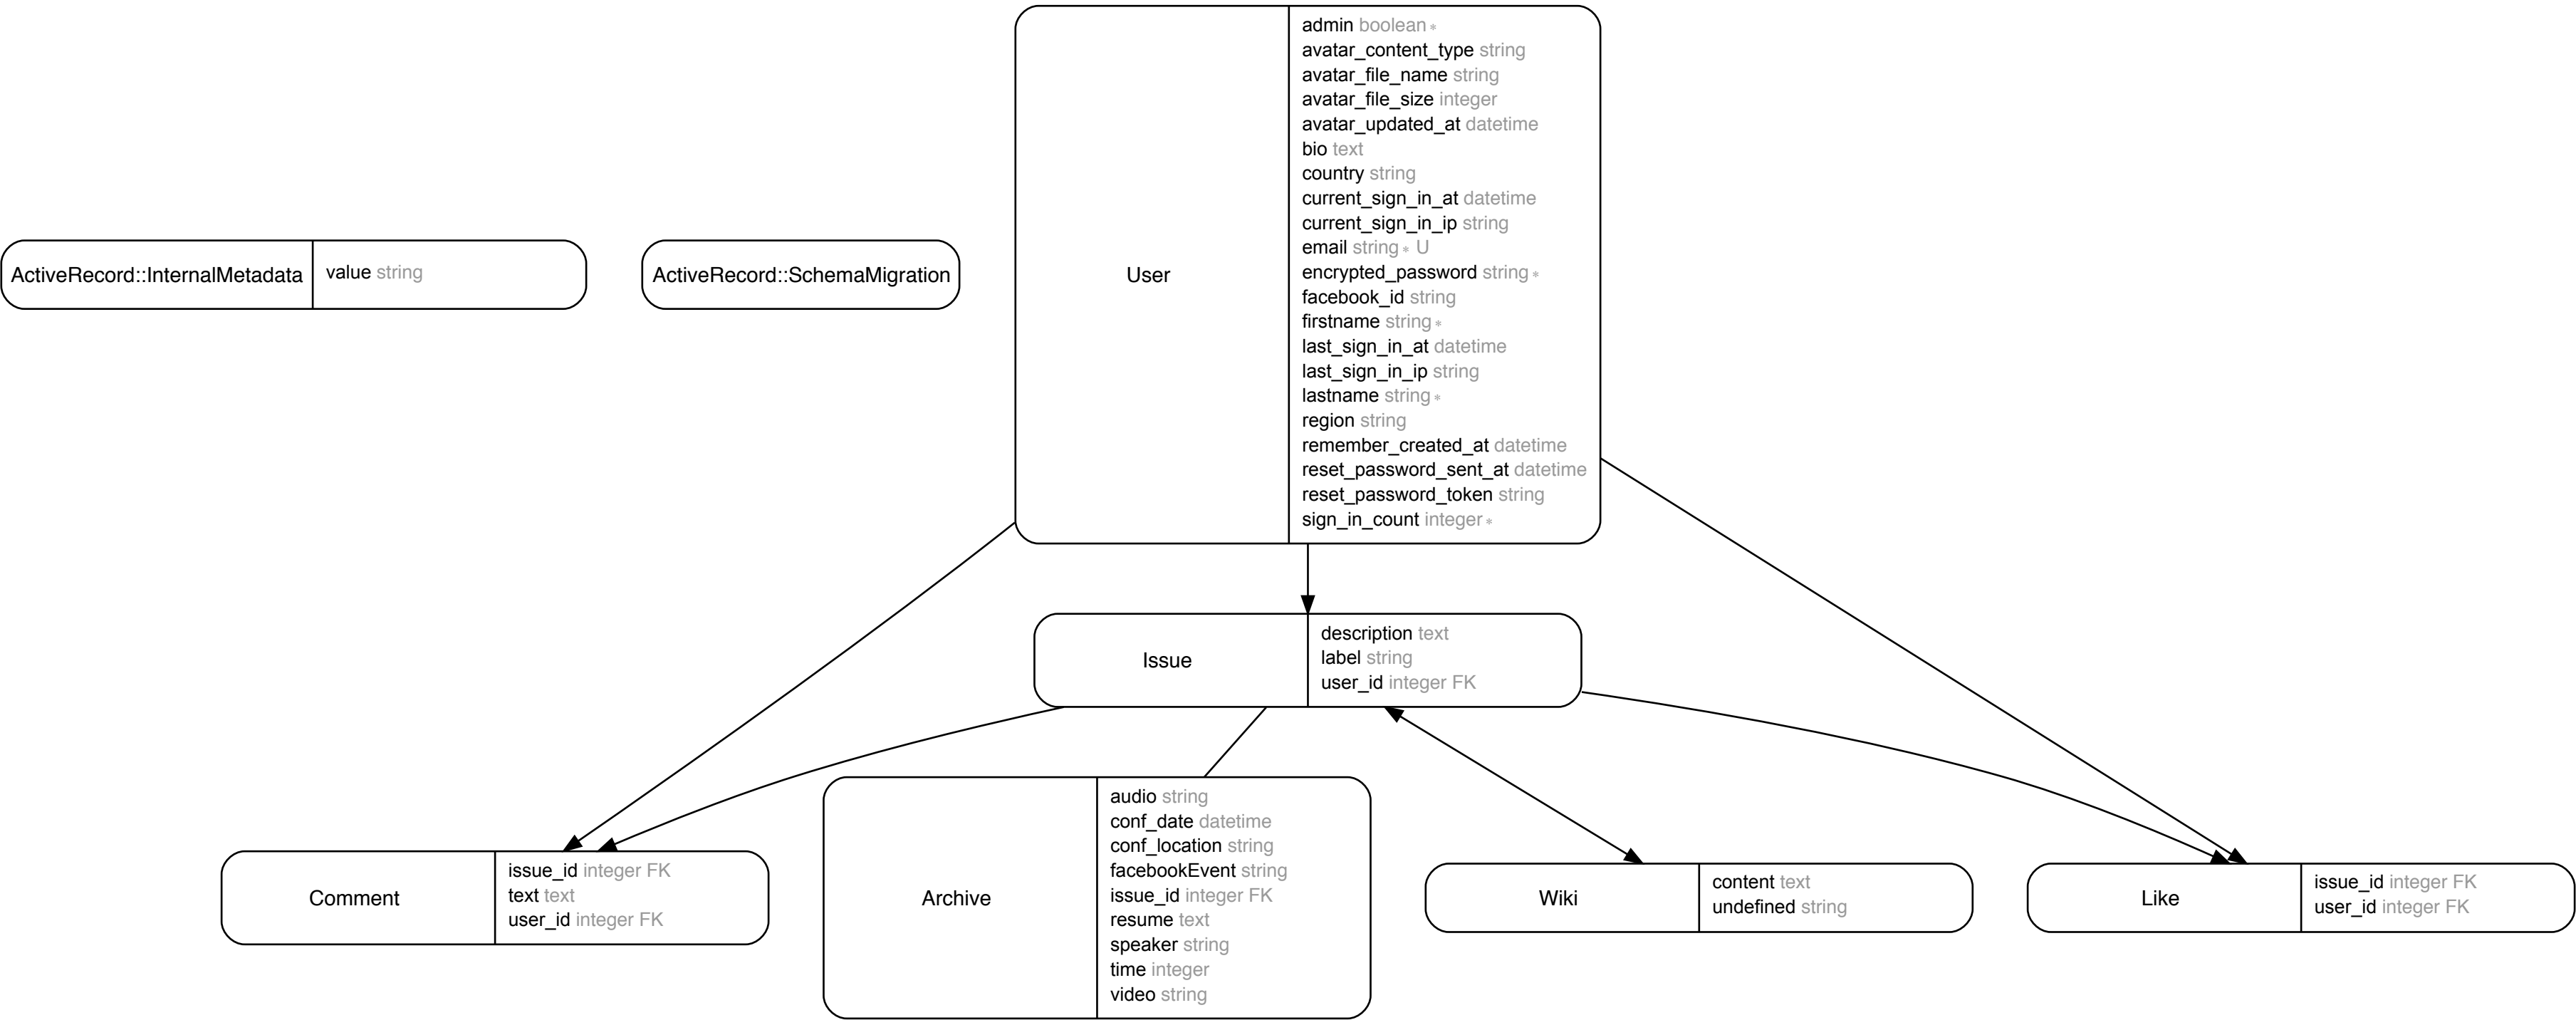 ActiveRecord::InternalMetadata
value string
ActiveRecord::SchemaMigration
User
admin boolean *
avatar_content_type string
avatar_file_name string
avatar_file_size integer
avatar_updated_at datetime
bio text
country string
current_sign_in_at datetime
current_sign_in_ip string
email string * U
encrypted_password string *
facebook_id string
firstname string *
last_sign_in_at datetime
last_sign_in_ip string
lastname string *
region string
remember_created_at datetime
reset_password_sent_at datetime
reset_password_token string
sign_in_count integer *
Issue
description text
label string
user_id integer FK
Comment
issue_id integer FK
text text
user_id integer FK
Archive
audio string
conf_date datetime
conf_location string
facebookEvent string
issue_id integer FK
resume text
speaker string
time integer
video string
Wiki
content text
undefined string
Like
issue_id integer FK
user_id integer FK